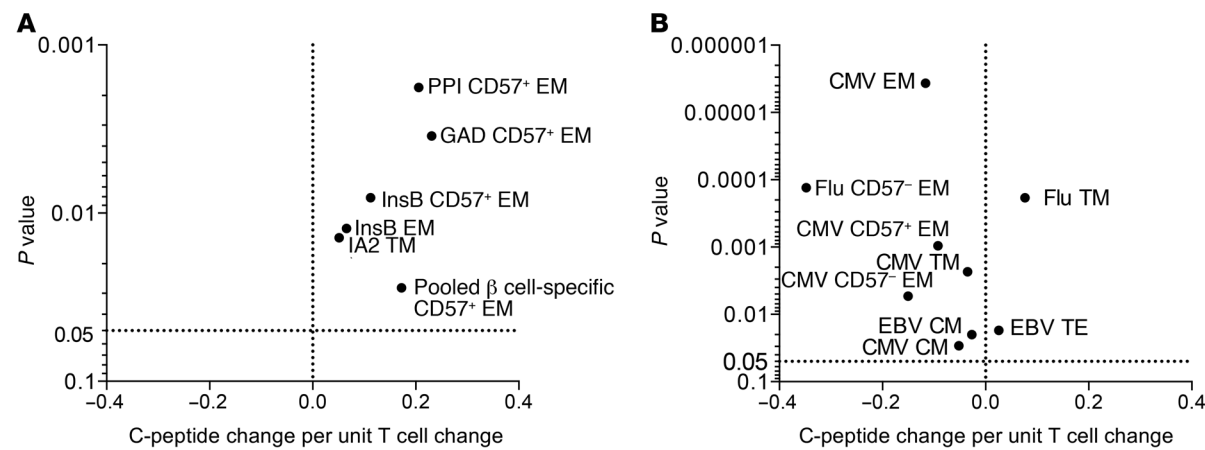 A
0.001
0.01
0.05
0.1
P value
PPI CD57⁺ EM
GAD CD57⁺ EM
InsB CD57⁺ EM
InsB EM
IA2 TM
Pooled β cell-specific
CD57⁺ EM
−0.4
−0.2
0.0
0.2
0.4
C-peptide change per unit T cell change
B
0.000001
0.00001
0.0001
0.001
0.01
0.05
0.1
P value
CMV EM
Flu CD57⁻ EM
Flu TM
CMV CD57⁺ EM
CMV TM
CMV CD57⁻ EM
EBV CM
EBV TE
CMV CM
−0.4
−0.2
0.0
0.2
0.4
C-peptide change per unit T cell change